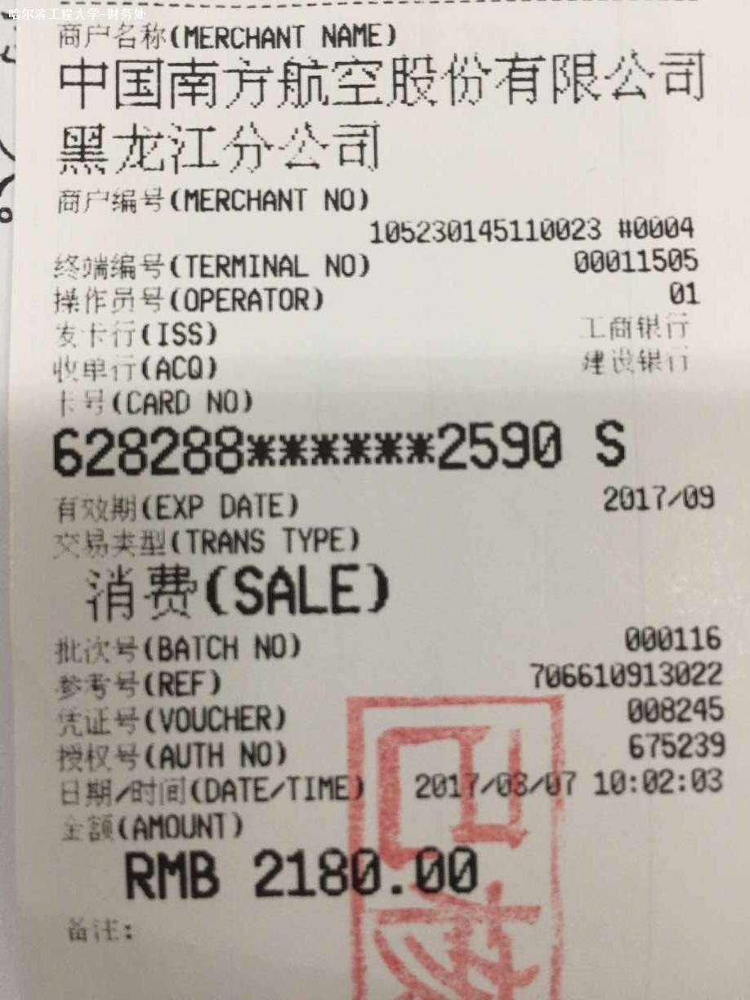 哈尔滨工程大学-财务处
商户名称(MERCHANT NAME)
中国南方航空股份有限公司
黑龙江分公司
商户编号(MERCHANT NO)
105230145110023 #0004
终端编号(TERMINAL NO) 00011505
操作员号(OPERATOR) 01
发卡行(ISS) 工商银行
收单行(ACQ) 建设银行
卡号(CARD NO)
628288******2590 S
有效期(EXP DATE) 2017/09
交易类型(TRANS TYPE)
消费(SALE)
批次号(BATCH NO) 000116
参考号(REF) 706610913022
凭证号(VOUCHER) 008245
授权号(AUTH NO) 675239
日期/时间(DATE/TIME) 2017/03/07 10:02:03
金额(AMOUNT)
RMB 2180.00
备注: